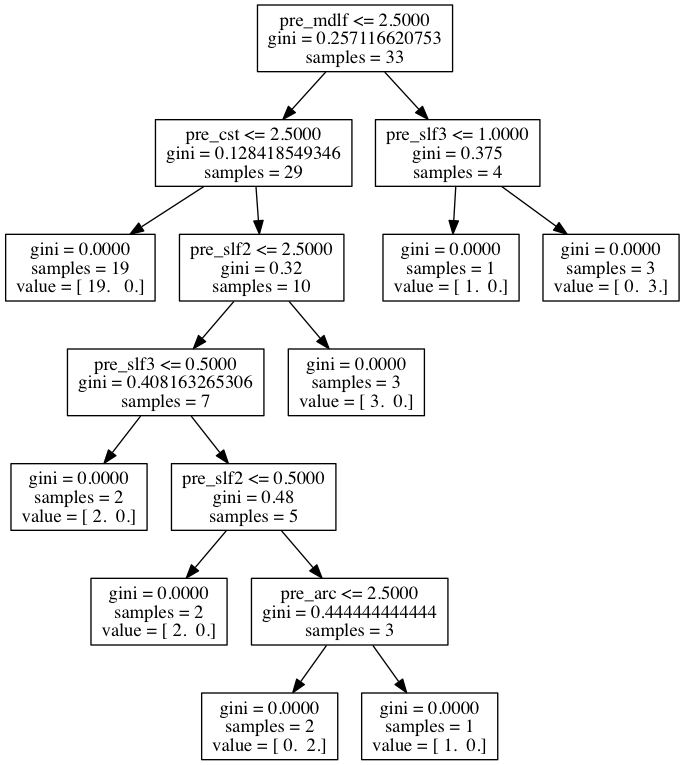 pre_mdlf <= 2.5000
gini = 0.257116620753
samples = 33
pre_cst <= 2.5000
gini = 0.128418549346
samples = 29
pre_slf3 <= 1.0000
gini = 0.375
samples = 4
gini = 0.0000
samples = 19
value = [ 19.   0.]
pre_slf2 <= 2.5000
gini = 0.32
samples = 10
gini = 0.0000
samples = 1
value = [ 1.  0.]
gini = 0.0000
samples = 3
value = [ 0.  3.]
pre_slf3 <= 0.5000
gini = 0.408163265306
samples = 7
gini = 0.0000
samples = 3
value = [ 3.  0.]
gini = 0.0000
samples = 2
value = [ 2.  0.]
pre_slf2 <= 0.5000
gini = 0.48
samples = 5
gini = 0.0000
samples = 2
value = [ 2.  0.]
pre_arc <= 2.5000
gini = 0.444444444444
samples = 3
gini = 0.0000
samples = 2
value = [ 0.  2.]
gini = 0.0000
samples = 1
value = [ 1.  0.]